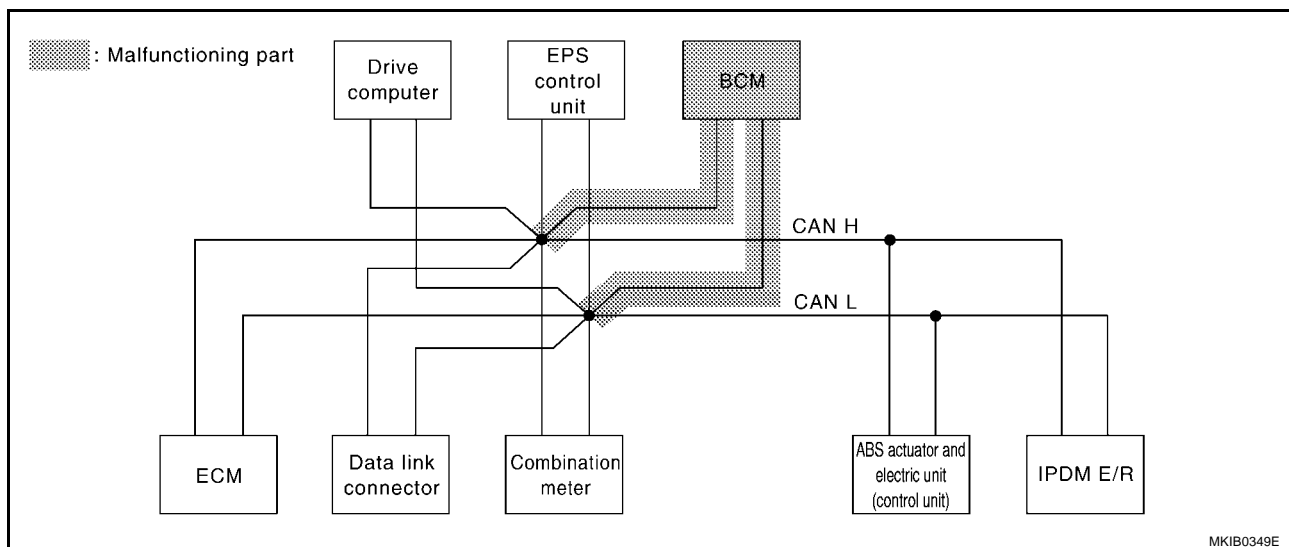 : Malfunctioning part
Drive
computer
EPS
control
unit
BCM
CAN H
CAN L
ECM
Data link
connector
Combination
meter
ABS actuator and
electric unit
(control unit)
IPDM E/R
MKIB0349E